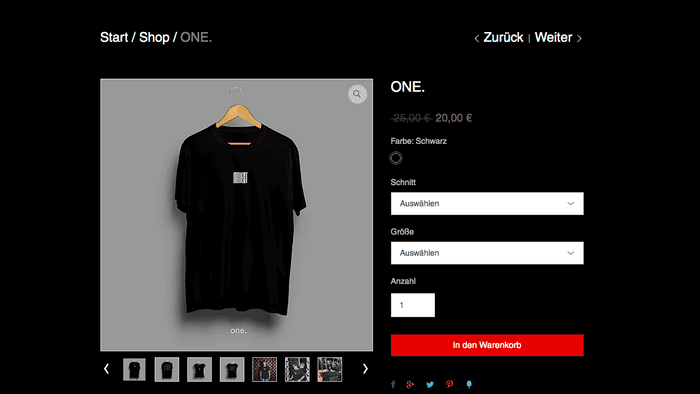 Start / Shop / ONE.
Zurück | Weiter
ONE.
25,00 € 20,00 €
Farbe: Schwarz
Schnitt
Auswählen
Größe
Auswählen
Anzahl
1
In den Warenkorb
one.